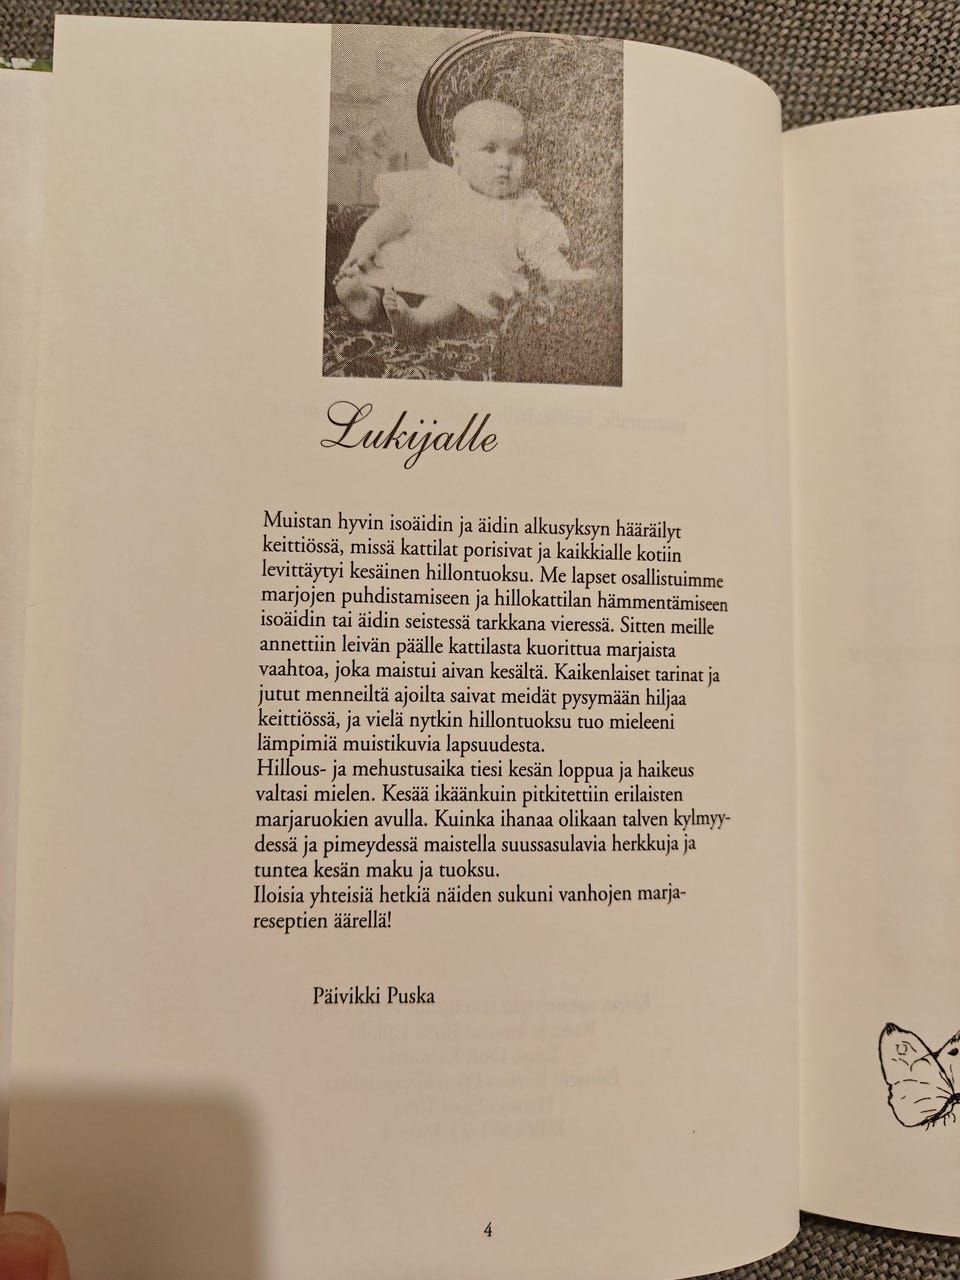 Lukijalle
Muistan hyvin isoäidin ja äidin alkusyksyn hääräilyt
keittiössä, missä kattilat porisivat ja kaikkialle kotiin
levittäytyi kesäinen hillontuoksu. Me lapset osallistuimme
marjojen puhdistamiseen ja hillokattilan hämmentämiseen
isoäidin tai äidin seistessä tarkkana vieressä. Sitten meille
annettiin leivän päälle kattilasta kuorittua marjaista
vaahtoa, joka maistui aivan kesältä. Kaikenlaiset tarinat ja
jutut menneiltä ajoilta saivat meidät pysymään hiljaa
keittiössä, ja vielä nytkin hillontuoksu tuo mieleeni
lämpimiä muistikuvia lapsuudesta.
Hillous- ja mehustusaika tiesi kesän loppua ja haikeus
valtasi mielen. Kesää ikäänkuin pitkitettiin erilaisten
marjaruokien avulla. Kuinka ihanaa olikaan talven kylmyy-
dessä ja pimeydessä maistella suussasulavia herkkuja ja
tuntea kesän maku ja tuoksu.
Iloisia yhteisiä hetkiä näiden sukuni vanhojen marja-
reseptien äärellä!
Päivikki Puska
4